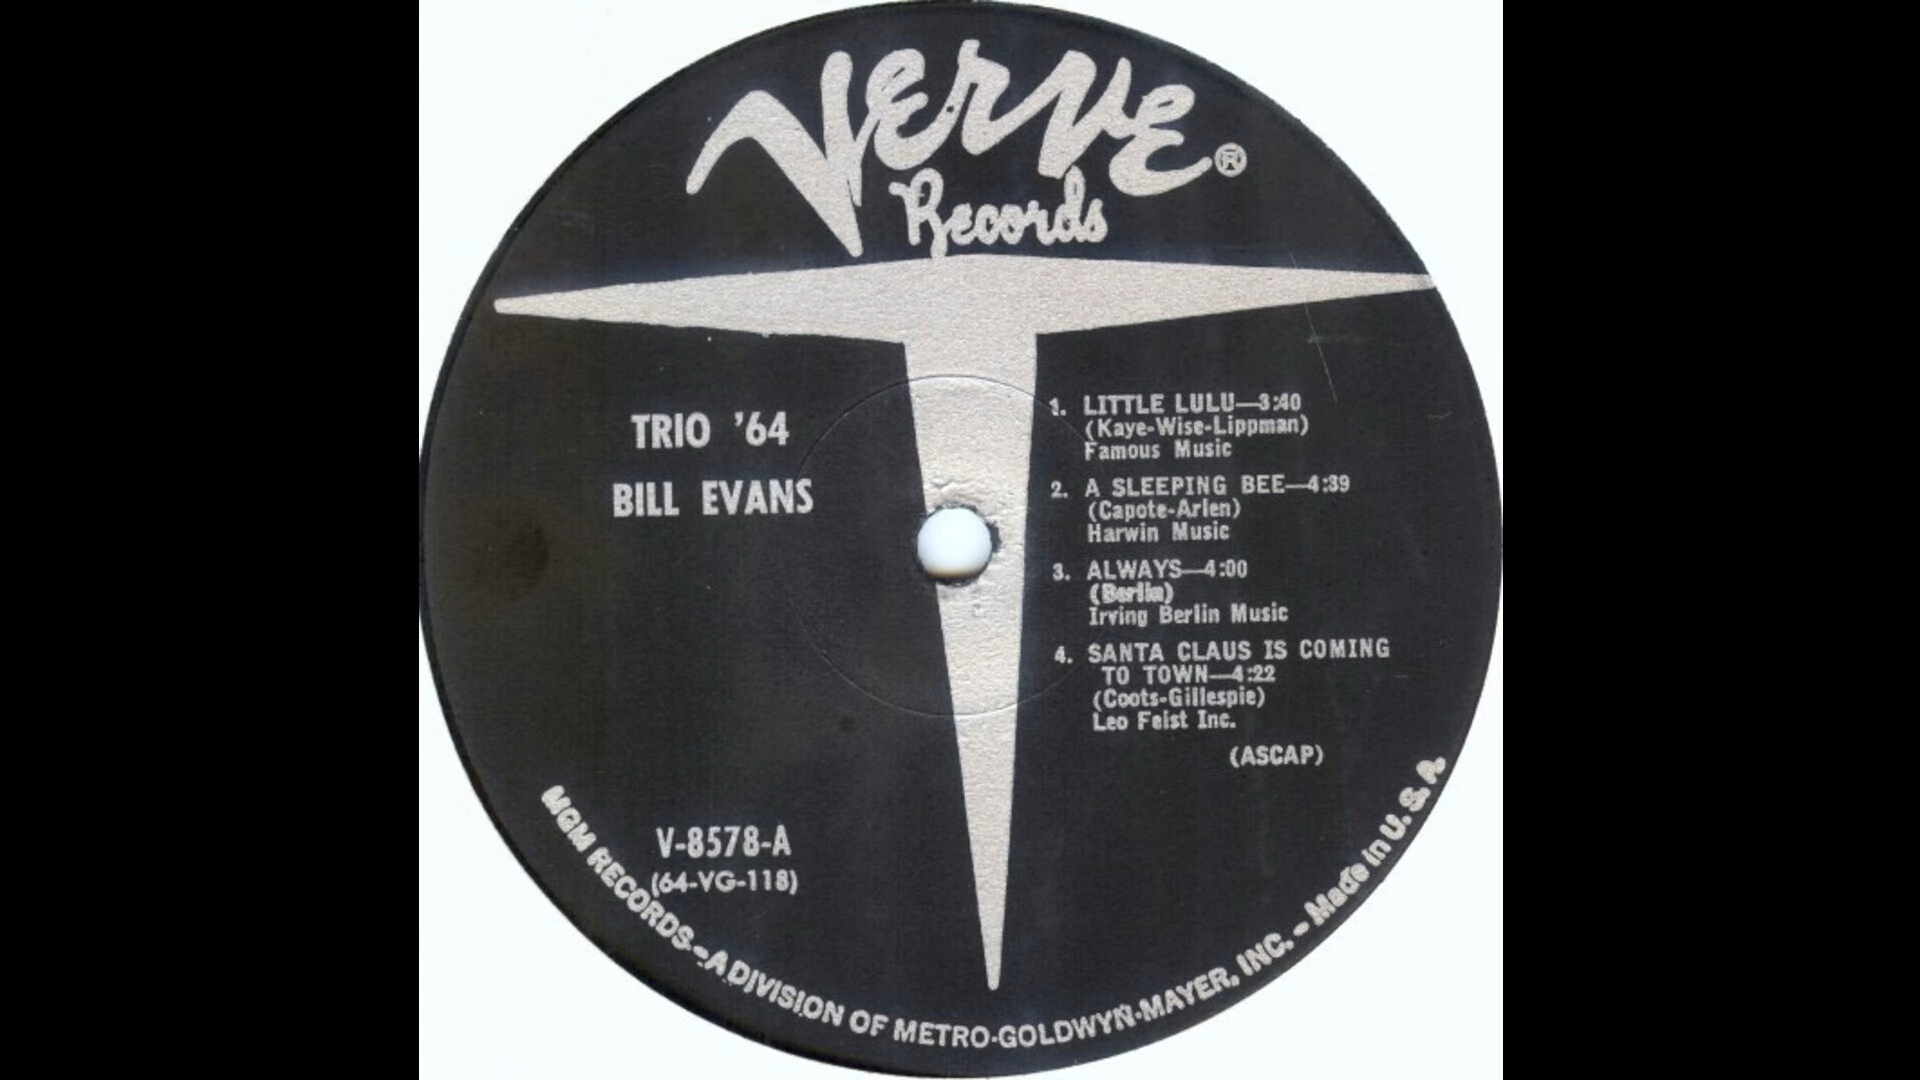 Verve®
Records
TRIO '64
BILL EVANS
1. LITTLE LULU—3:40
(Kaye-Wise-Lippman)
Famous Music
2. A SLEEPING BEE—4:39
(Capote-Arlen)
Harwin Music
3. ALWAYS—4:00
(Berlin)
Irving Berlin Music
4. SANTA CLAUS IS COMING
TO TOWN—4:22
(Coots-Gillespie)
Leo Feist Inc.
(ASCAP)
V-8578-A
(64-VG-118)
MGM RECORDS-A DIVISION OF METRO-GOLDWYN-MAYER, INC. - Made in U.S.A.